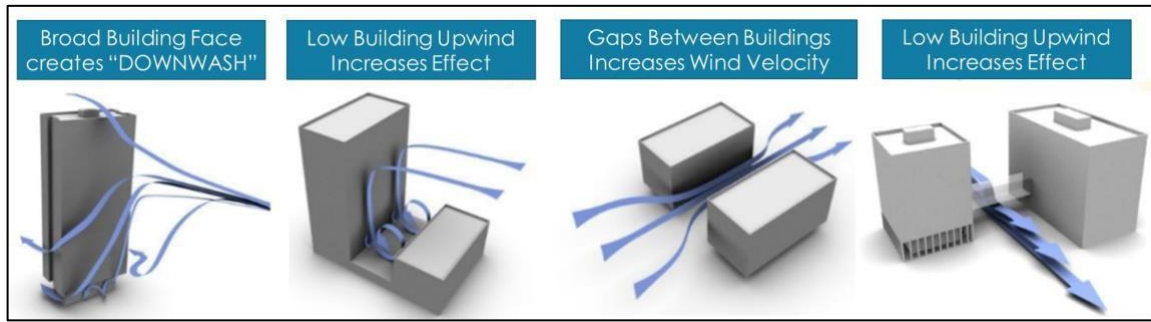 Broad Building Face
creates “DOWNWASH”
Low Building Upwind
Increases Effect
Gaps Between Buildings
Increases Wind Velocity
Low Building Upwind
Increases Effect